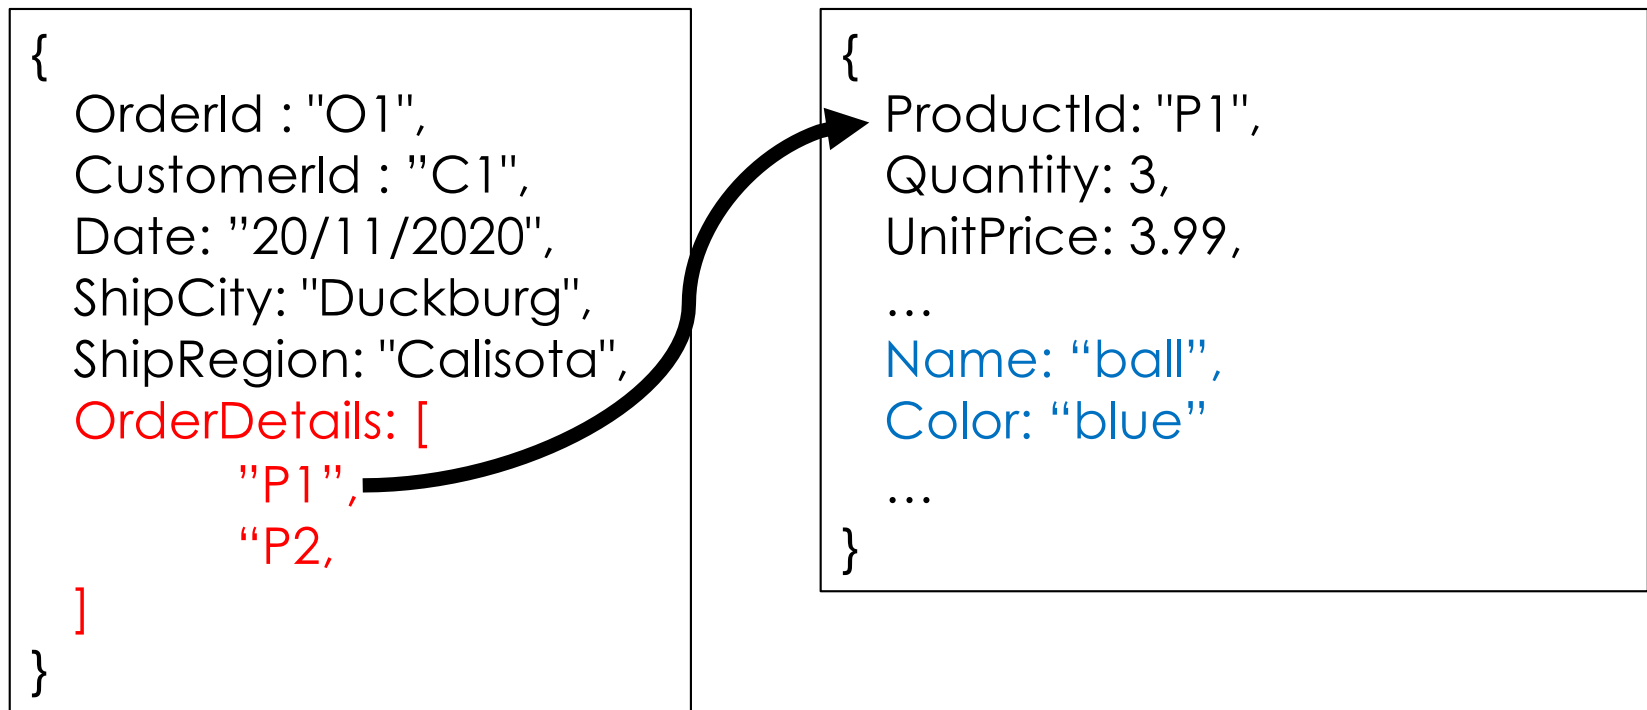 {
OrderId : "O1",
CustomerId : ”C1",
Date: ”20/11/2020",
ShipCity: "Duckburg",
ShipRegion: "Calisota",
OrderDetails: [
”P1”,
“P2,
]
}
{
ProductId: "P1",
Quantity: 3,
UnitPrice: 3.99,
…
Name: “ball”,
Color: “blue”
…
}